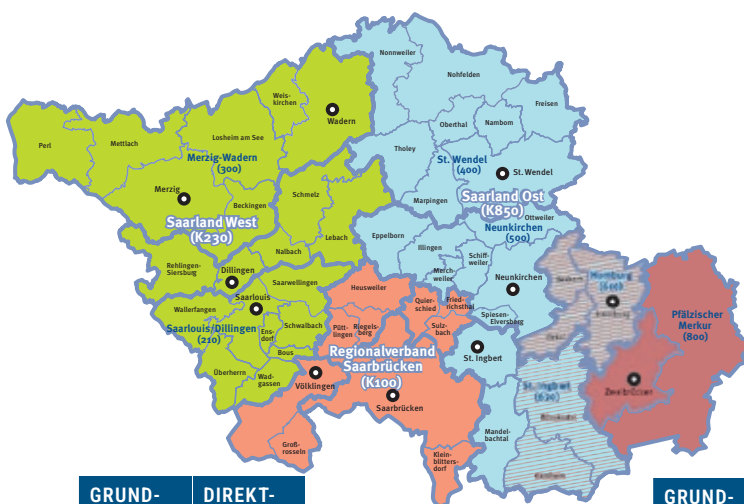 Nonnweiler
Nohfelden
Weis-
kirchen
Freisen
Wadern
Oberthal
Namborn
Losheim am See
Perl
Mettlach
Tholey
Merzig-Wadern
(300)
St. Wendel
(400)
St. Wendel
Merzig
Schmelz
Saarland Ost
(K850)
Beckingen
Marpingen
Saarland West
(K230)
Ottweiler
Lebach
Eppelborn
Neunkirchen
(500)
Illingen
Nalbach
Schiff-
weiler
Rehlingen-
Siersburg
Merch-
weiler
Dillingen
Saarwellingen
Heusweiler
Neunkirchen
Homburg
Quier-
schied
Fried-
richsthal
Saarlouis
Wallerfangen
Spiesen-
Elversberg
Pfälzischer
Merkur
(800)
Saarlouis/Dillingen
(210)
Ens-
dorf
Schwalbach
Pütt-
lingen
Riegels-
berg
Sulz-
bach
Bous
Regionalverband
Saarbrücken
(K100)
St. Ingbert
Überherrn
Wad-
gassen
Völklingen
St. Ingbert
Zweibrücken
Saarbrücken
Mandel-
bachtal
Groß-
rosseln
Klein-
blitters-
dorf
GRUND-
DIREKT-
GRUND-